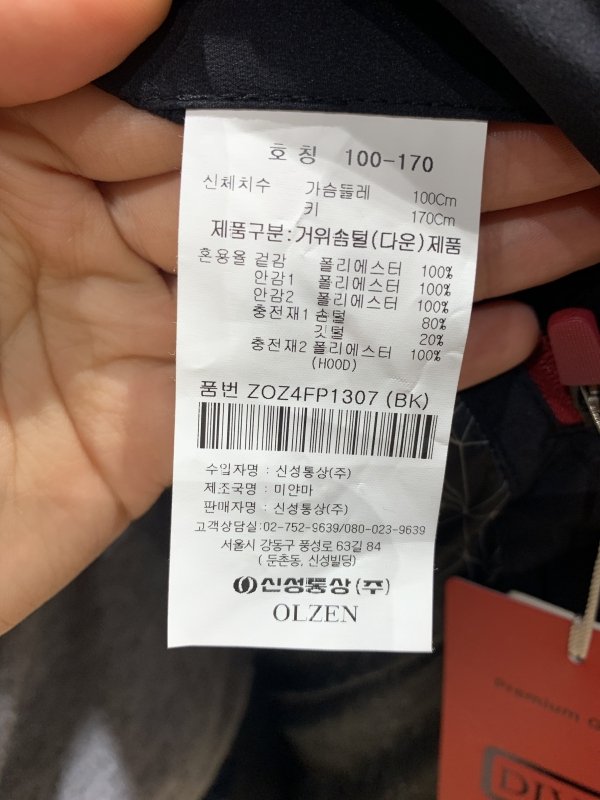 호 칭 100-170
신체치수 가슴둘레 100Cm
키 170Cm
제품구분:거위솜털(다운)제품
혼용율 겉감 폴리에스터 100%
안감1 폴리에스터 100%
안감2 폴리에스터 100%
충전재1 솜털 80%
깃털 20%
충전재2 폴리에스터 100%
(HOOD)
품번 ZOZ4FP1307 (BK)
수입자명 : 신성통상(주)
제조국명 : 미얀마
판매자명 : 신성통상(주)
고객상담실:02-752-9639/080-023-9639
서울시 강동구 풍성로 63길 84
( 둔촌동, 신성빌딩)
신성통상(주)
OLZEN
Premium